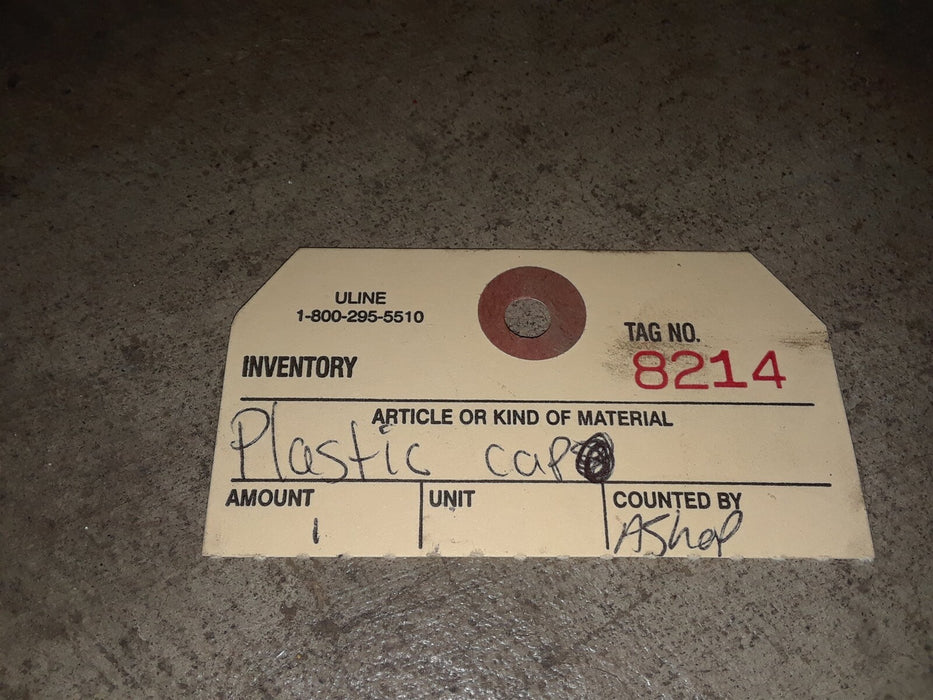 ULINE
1-800-295-5510
TAG NO.
INVENTORY
8214
ARTICLE OR KIND OF MATERIAL
Plastic cap
AMOUNT
UNIT
COUNTED BY
1